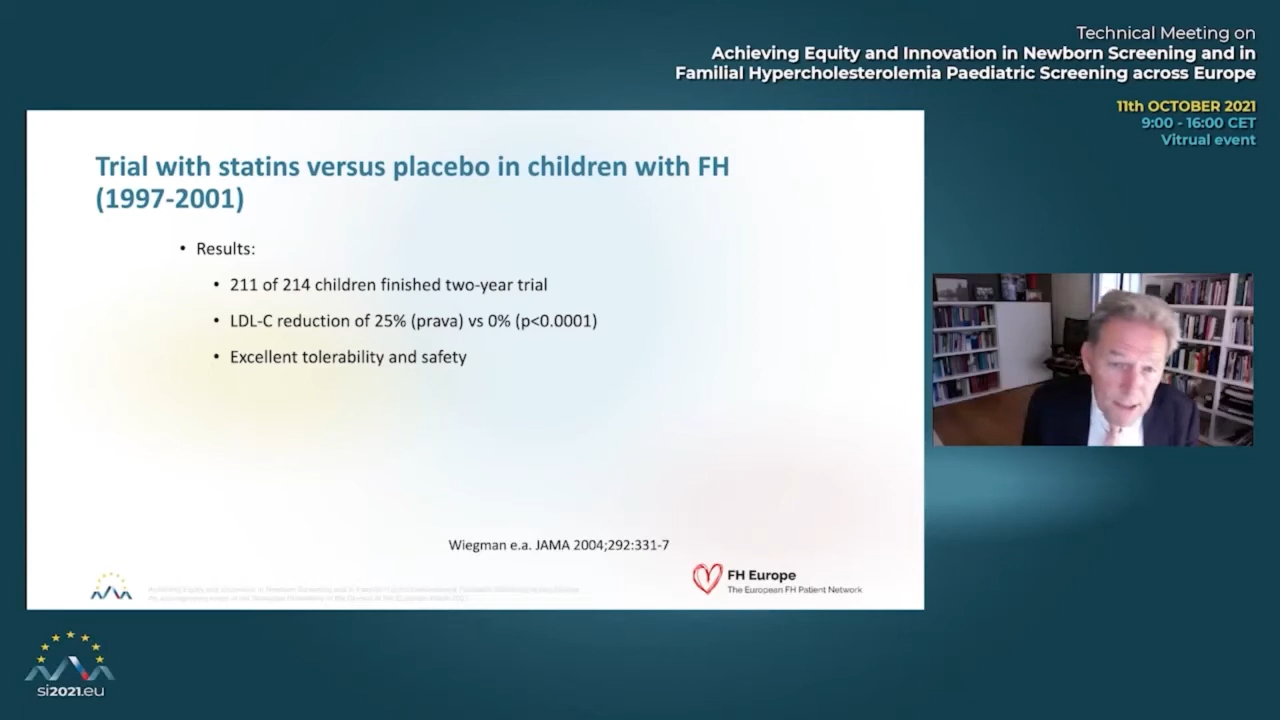 Technical Meeting on
Achieving Equity and Innovation in Newborn Screening and in
Familial Hypercholesterolemia Paediatric Screening across Europe
11th OCTOBER 2021
9:00 - 16:00 CET
Vitrual event
Trial with statins versus placebo in children with FH
(1997-2001)
• Results:
• 211 of 214 children finished two-year trial
• LDL-C reduction of 25% (prava) vs 0% (p<0.0001)
• Excellent tolerability and safety
Wiegman e.a. JAMA 2004;292:331-7
FH Europe
The European FH Patient Network
si2021.eu